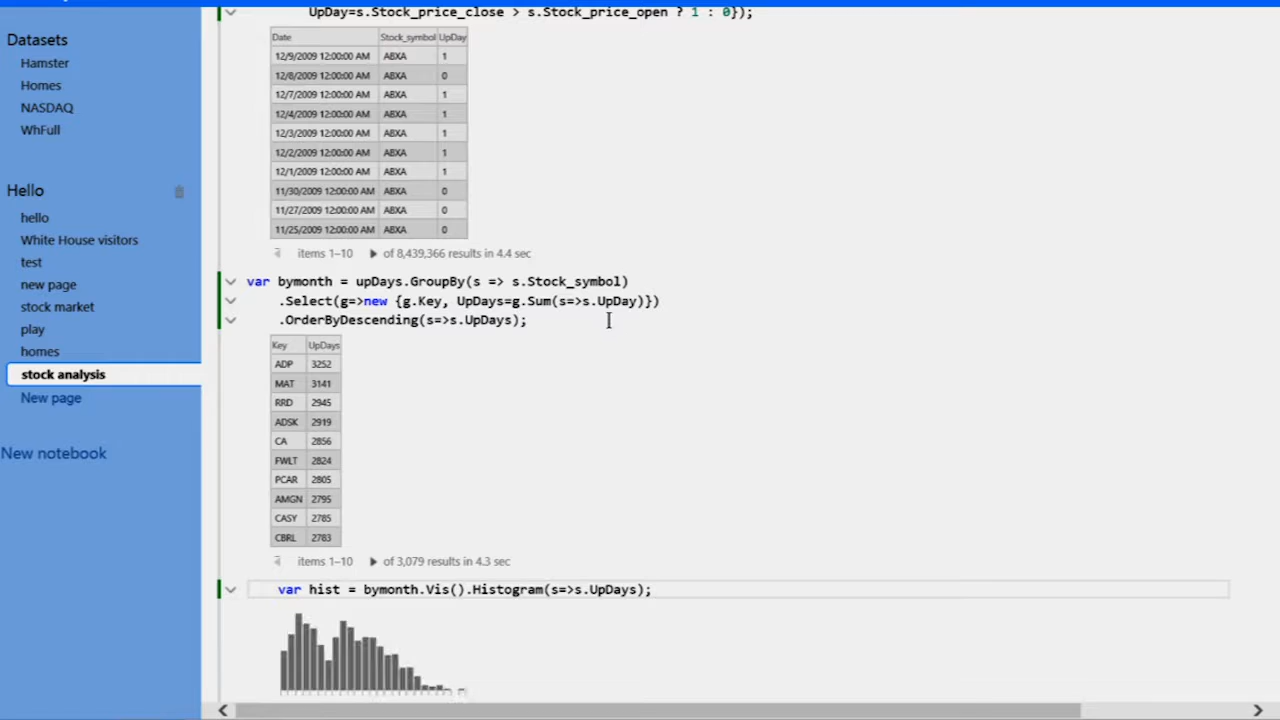 UpDay=s.Stock_price_close > s.Stock_price_open ? 1 : 0});
Datasets
Hamster
Homes
NASDAQ
WhFull
Hello
hello
White House visitors
test
new page
stock market
play
homes
stock analysis
New page
New notebook
Date Stock_symbol UpDay
12/9/2009 12:00:00 AM ABXA 1
12/8/2009 12:00:00 AM ABXA 0
12/7/2009 12:00:00 AM ABXA 1
12/4/2009 12:00:00 AM ABXA 1
12/3/2009 12:00:00 AM ABXA 1
12/2/2009 12:00:00 AM ABXA 1
12/1/2009 12:00:00 AM ABXA 1
11/30/2009 12:00:00 AM ABXA 0
11/27/2009 12:00:00 AM ABXA 0
11/25/2009 12:00:00 AM ABXA 0
items 1–10 of 8,439,366 results in 4.4 sec
var bymonth = upDays.GroupBy(s => s.Stock_symbol)
.Select(g=>new {g.Key, UpDays=g.Sum(s=>s.UpDay)})
.OrderByDescending(s=>s.UpDays);
Key UpDays
ADP 3252
MAT 3141
RRD 2945
ADSK 2919
CA 2856
FWLT 2824
PCAR 2805
AMGN 2795
CASY 2785
CBRL 2783
items 1–10 of 3,079 results in 4.3 sec
var hist = bymonth.Vis().Histogram(s=>s.UpDays);